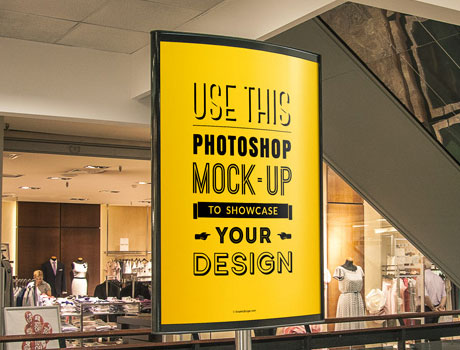 USE THIS
PHOTOSHOP
MOCK-UP
TO SHOWCASE
YOUR
DESIGN